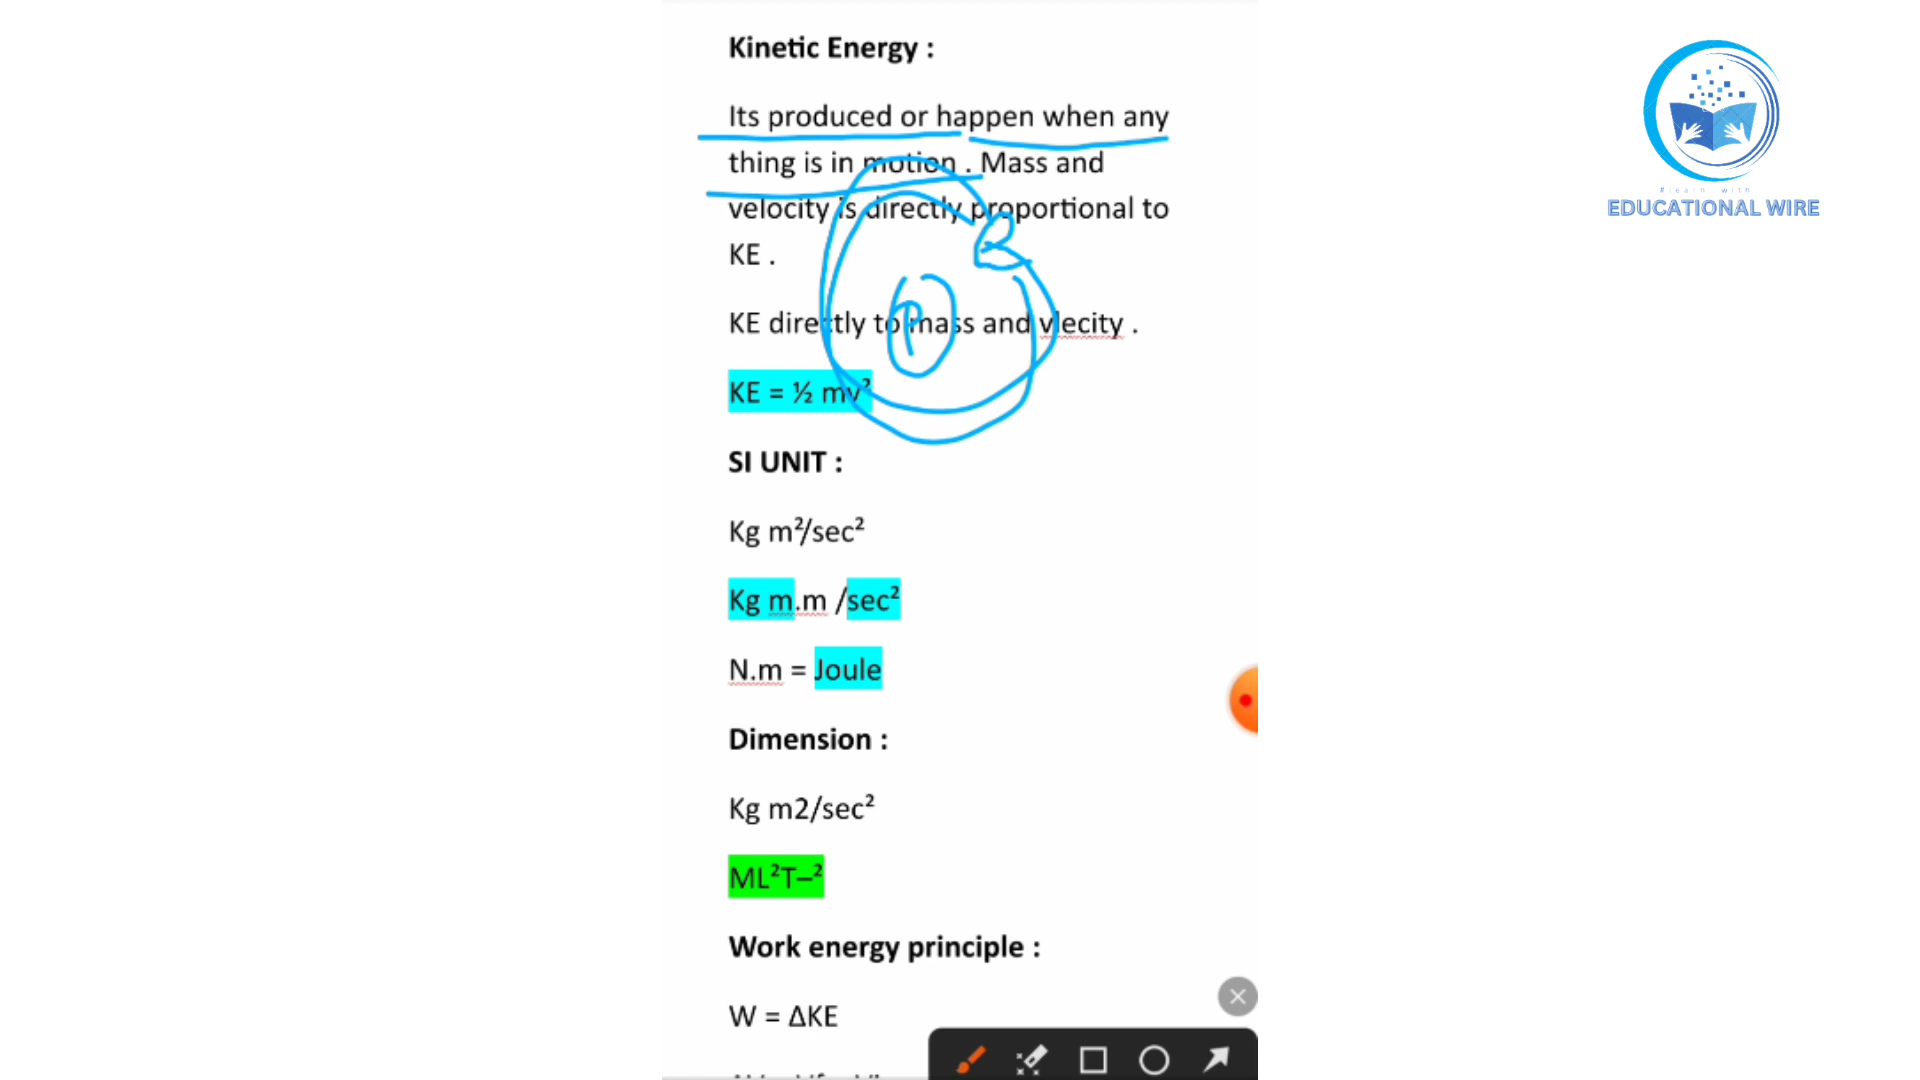 Kinetic Energy :
Its produced or happen when any
thing is in motion . Mass and
velocity is directly proportional to
KE .
KE directly to mass and vlecity .
KE = ½ mv²
SI UNIT :
Kg m²/sec²
Kg m.m /sec²
N.m = Joule
Dimension :
Kg m2/sec²
ML²T–²
Work energy principle :
W = ΔKE
P
#learn with
EDUCATIONAL WIRE